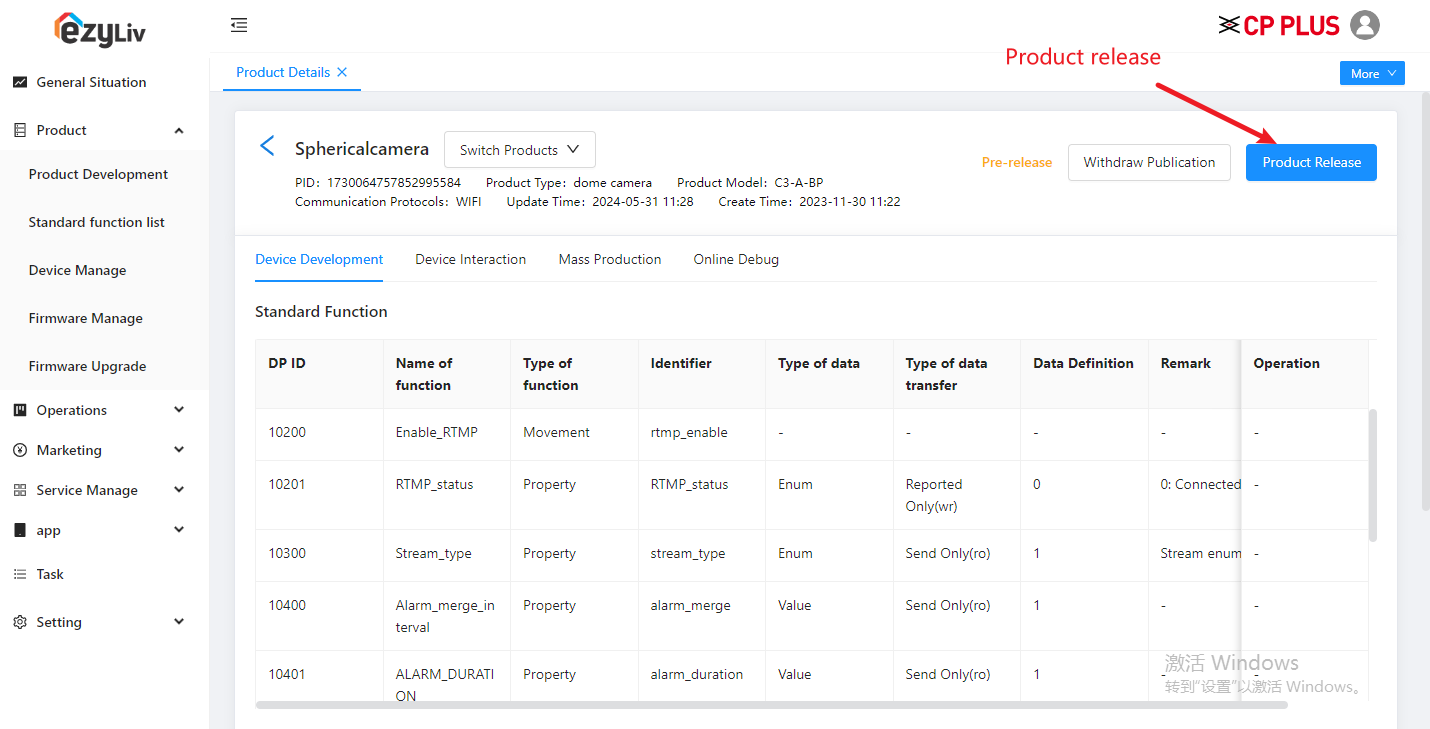 ezyLiv
CP PLUS
Product release
General Situation
Product
Product Development
Standard function list
Device Manage
Firmware Manage
Firmware Upgrade
Operations
Marketing
Service Manage
app
Task
Setting
Product Details
More
Sphericalcamera
Switch Products
Pre-release
Withdraw Publication
Product Release
PID: 1730064757852995584 Product Type: dome camera Product Model: C3-A-BP
Communication Protocols: WIFI Update Time: 2024-05-31 11:28 Create Time: 2023-11-30 11:22
Device Development Device Interaction Mass Production Online Debug
Standard Function
DP ID Name of function Type of function Identifier Type of data Type of data transfer Data Definition Remark Operation
10200 Enable_RTMP Movement rtmp_enable - - - - -
10201 RTMP_status Property RTMP_status Enum Reported Only(wr) 0 0: Connected -
10300 Stream_type Property stream_type Enum Send Only(ro) 1 Stream enum -
10400 Alarm_merge_interval Property alarm_merge Value Send Only(ro) 1 - -
10401 ALARM_DURATION Property alarm_duration Value Send Only(ro) 1 - -
激活 Windows
转到"设置"以激活 Windows。